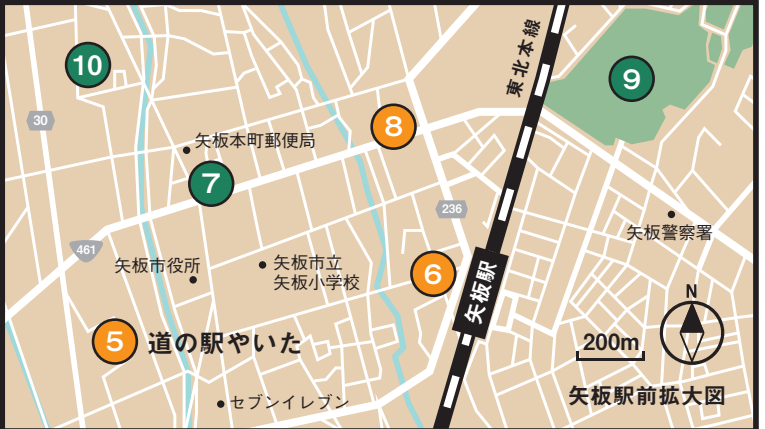 10
東北本線
9
30
8
矢板本町郵便局
7
236
矢板警察署
461
矢板市役所
矢板市立
矢板小学校
6
矢板駅
N
5
道の駅やいた
200m
矢板駅前拡大図
セブンイレブン